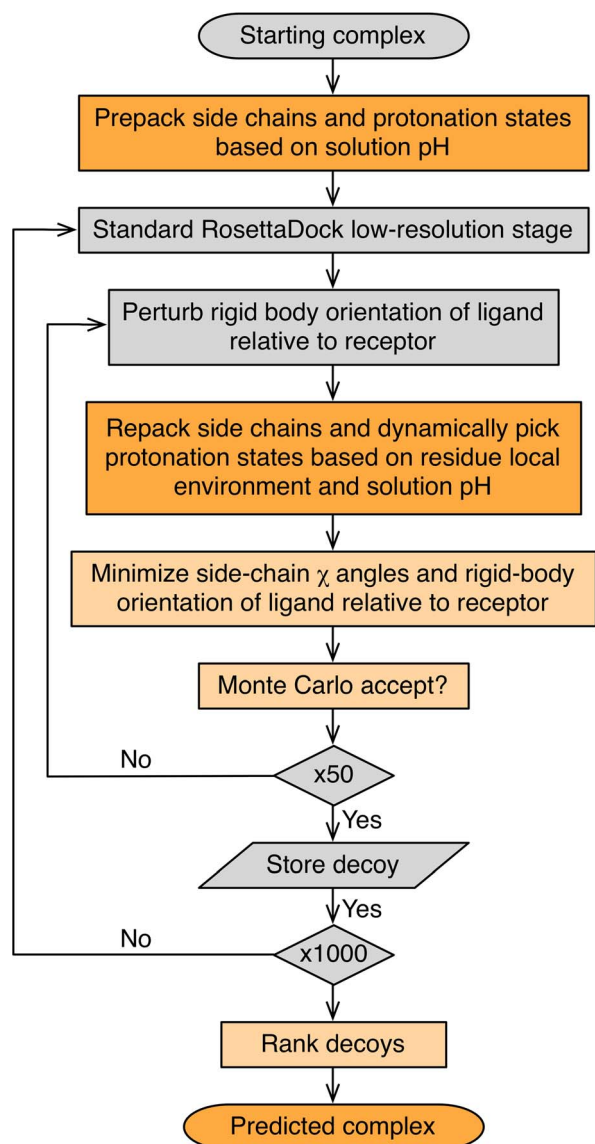 Starting complex
Prepack side chains and protonation states
based on solution pH
Standard RosettaDock low-resolution stage
Perturb rigid body orientation of ligand
relative to receptor
Repack side chains and dynamically pick
protonation states based on residue local
environment and solution pH
Minimize side-chain χ angles and rigid-body
orientation of ligand relative to receptor
Monte Carlo accept?
No
x50
Yes
Store decoy
Yes
No
x1000
Rank decoys
Predicted complex